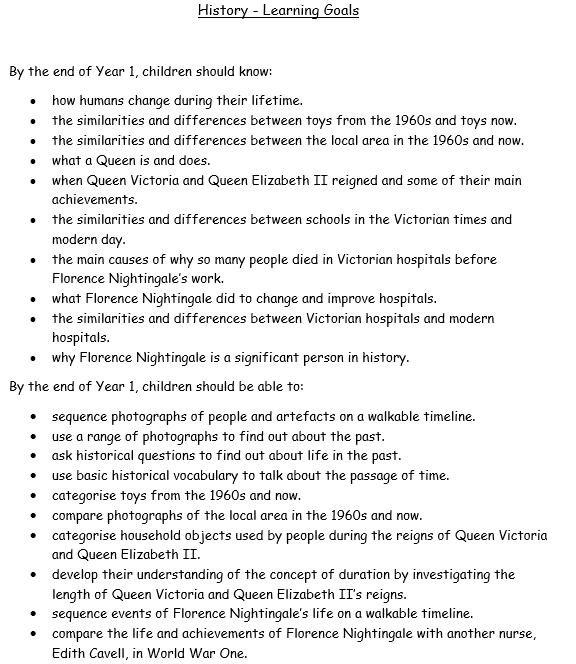 History - Learning Goals
By the end of Year 1, children should know:
• how humans change during their lifetime.
• the similarities and differences between toys from the 1960s and toys now.
• the similarities and differences between the local area in the 1960s and now.
• what a Queen is and does.
• when Queen Victoria and Queen Elizabeth II reigned and some of their main
achievements.
• the similarities and differences between schools in the Victorian times and
modern day.
• the main causes of why so many people died in Victorian hospitals before
Florence Nightingale's work.
• what Florence Nightingale did to change and improve hospitals.
• the similarities and differences between Victorian hospitals and modern
hospitals.
• why Florence Nightingale is a significant person in history.
By the end of Year 1, children should be able to:
• sequence photographs of people and artefacts on a walkable timeline.
• use a range of photographs to find out about the past.
• ask historical questions to find out about life in the past.
• use basic historical vocabulary to talk about the passage of time.
• categorise toys from the 1960s and now.
• compare photographs of the local area in the 1960s and now.
• categorise household objects used by people during the reigns of Queen Victoria
and Queen Elizabeth II.
• develop their understanding of the concept of duration by investigating the
length of Queen Victoria and Queen Elizabeth II's reigns.
• sequence events of Florence Nightingale's life on a walkable timeline.
• compare the life and achievements of Florence Nightingale with another nurse,
Edith Cavell, in World War One.